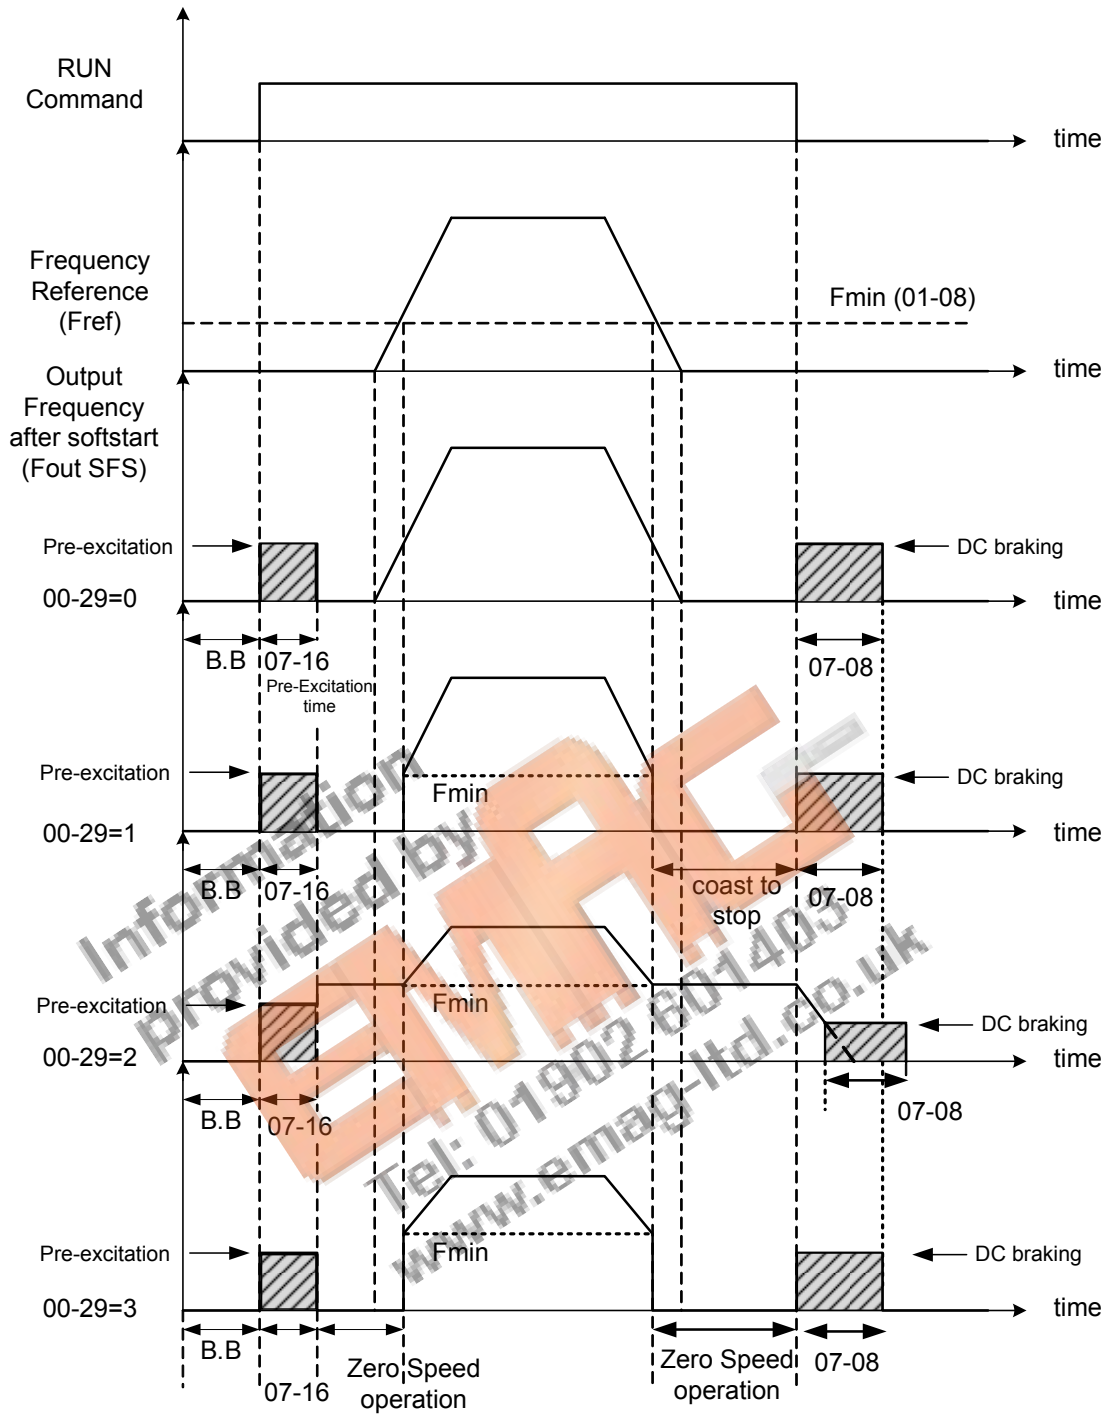 RUN
Command
time
Frequency
Reference
(Fref)
Fmin (01-08)
time
Output
Frequency
after softstart
(Fout SFS)
Pre-excitation
DC braking
00-29=0
time
B.B
07-16
07-08
Pre-Excitation
time
Pre-excitation
Fmin
DC braking
00-29=1
time
B.B
07-16
coast to
stop
07-08
Pre-excitation
Fmin
DC braking
00-29=2
time
B.B
07-16
07-08
Pre-excitation
Fmin
DC braking
00-29=3
time
B.B
07-16
Zero Speed
operation
Zero Speed
operation
07-08
Information
provided by
EMAG
Tel: 01902 601403
www.emag-ltd.co.uk